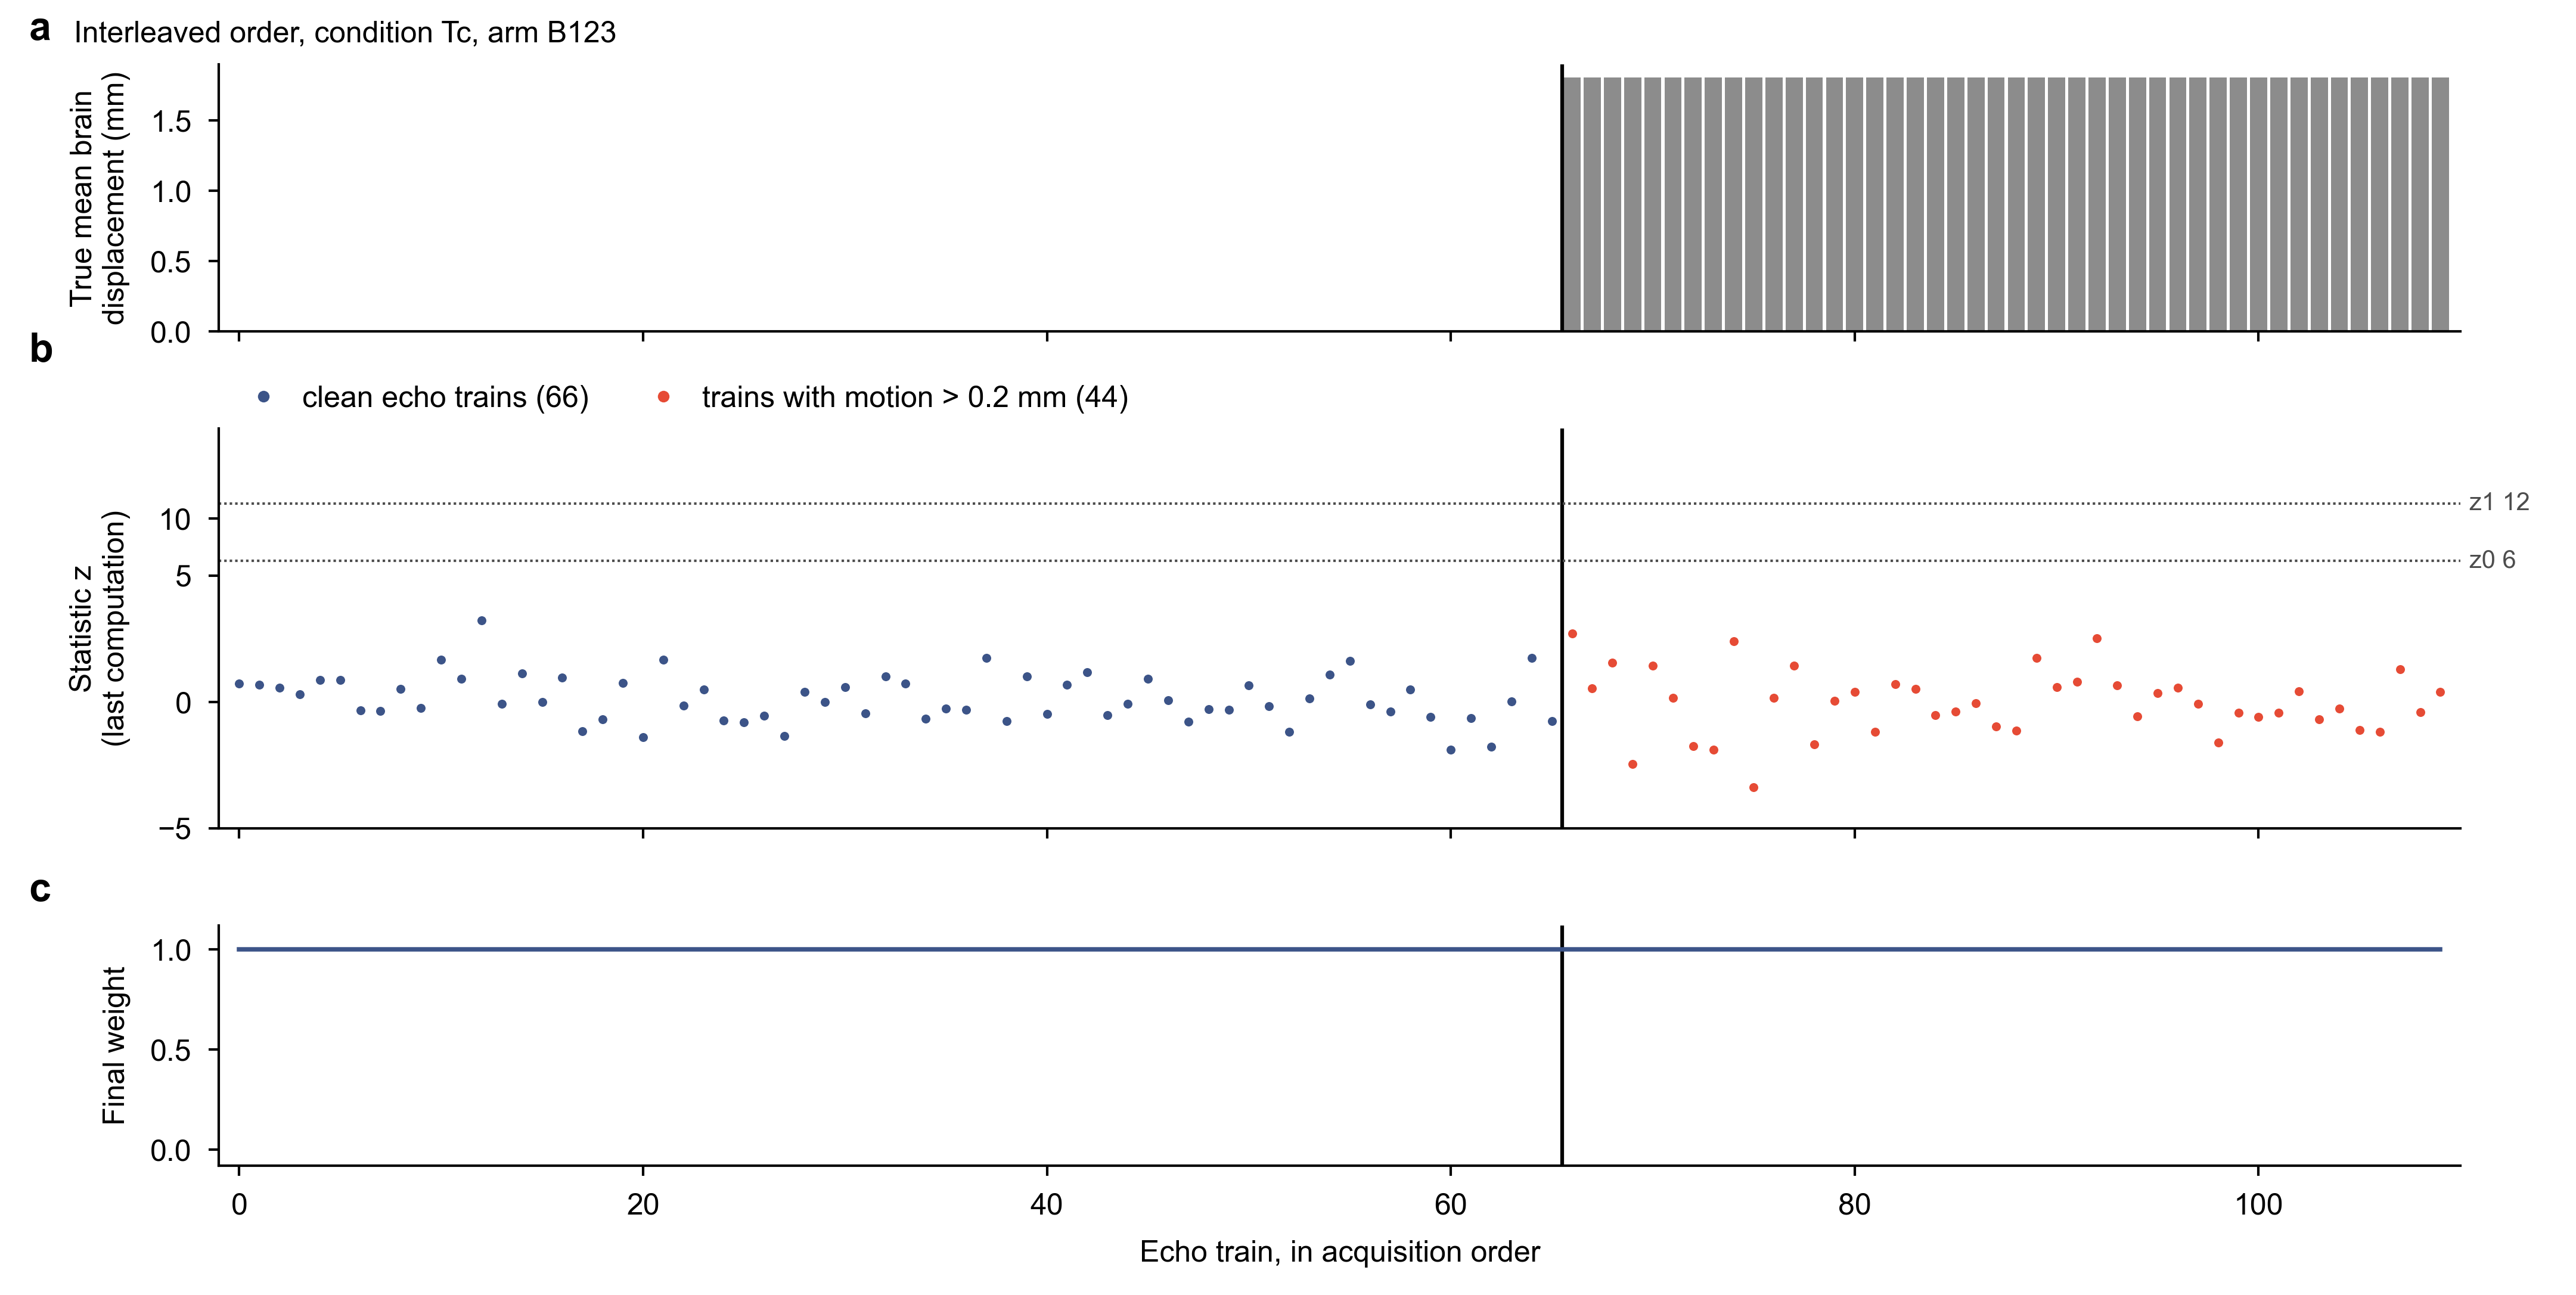 a Interleaved order, condition Tc, arm B123
True mean brain
displacement (mm)
1.5
1.0
0.5
0.0
b
clean echo trains (66)
trains with motion > 0.2 mm (44)
Statistic z
(last computation)
10
5
0
−5
z1 12
z0 6
c
Final weight
1.0
0.5
0.0
0 20 40 60 80 100
Echo train, in acquisition order